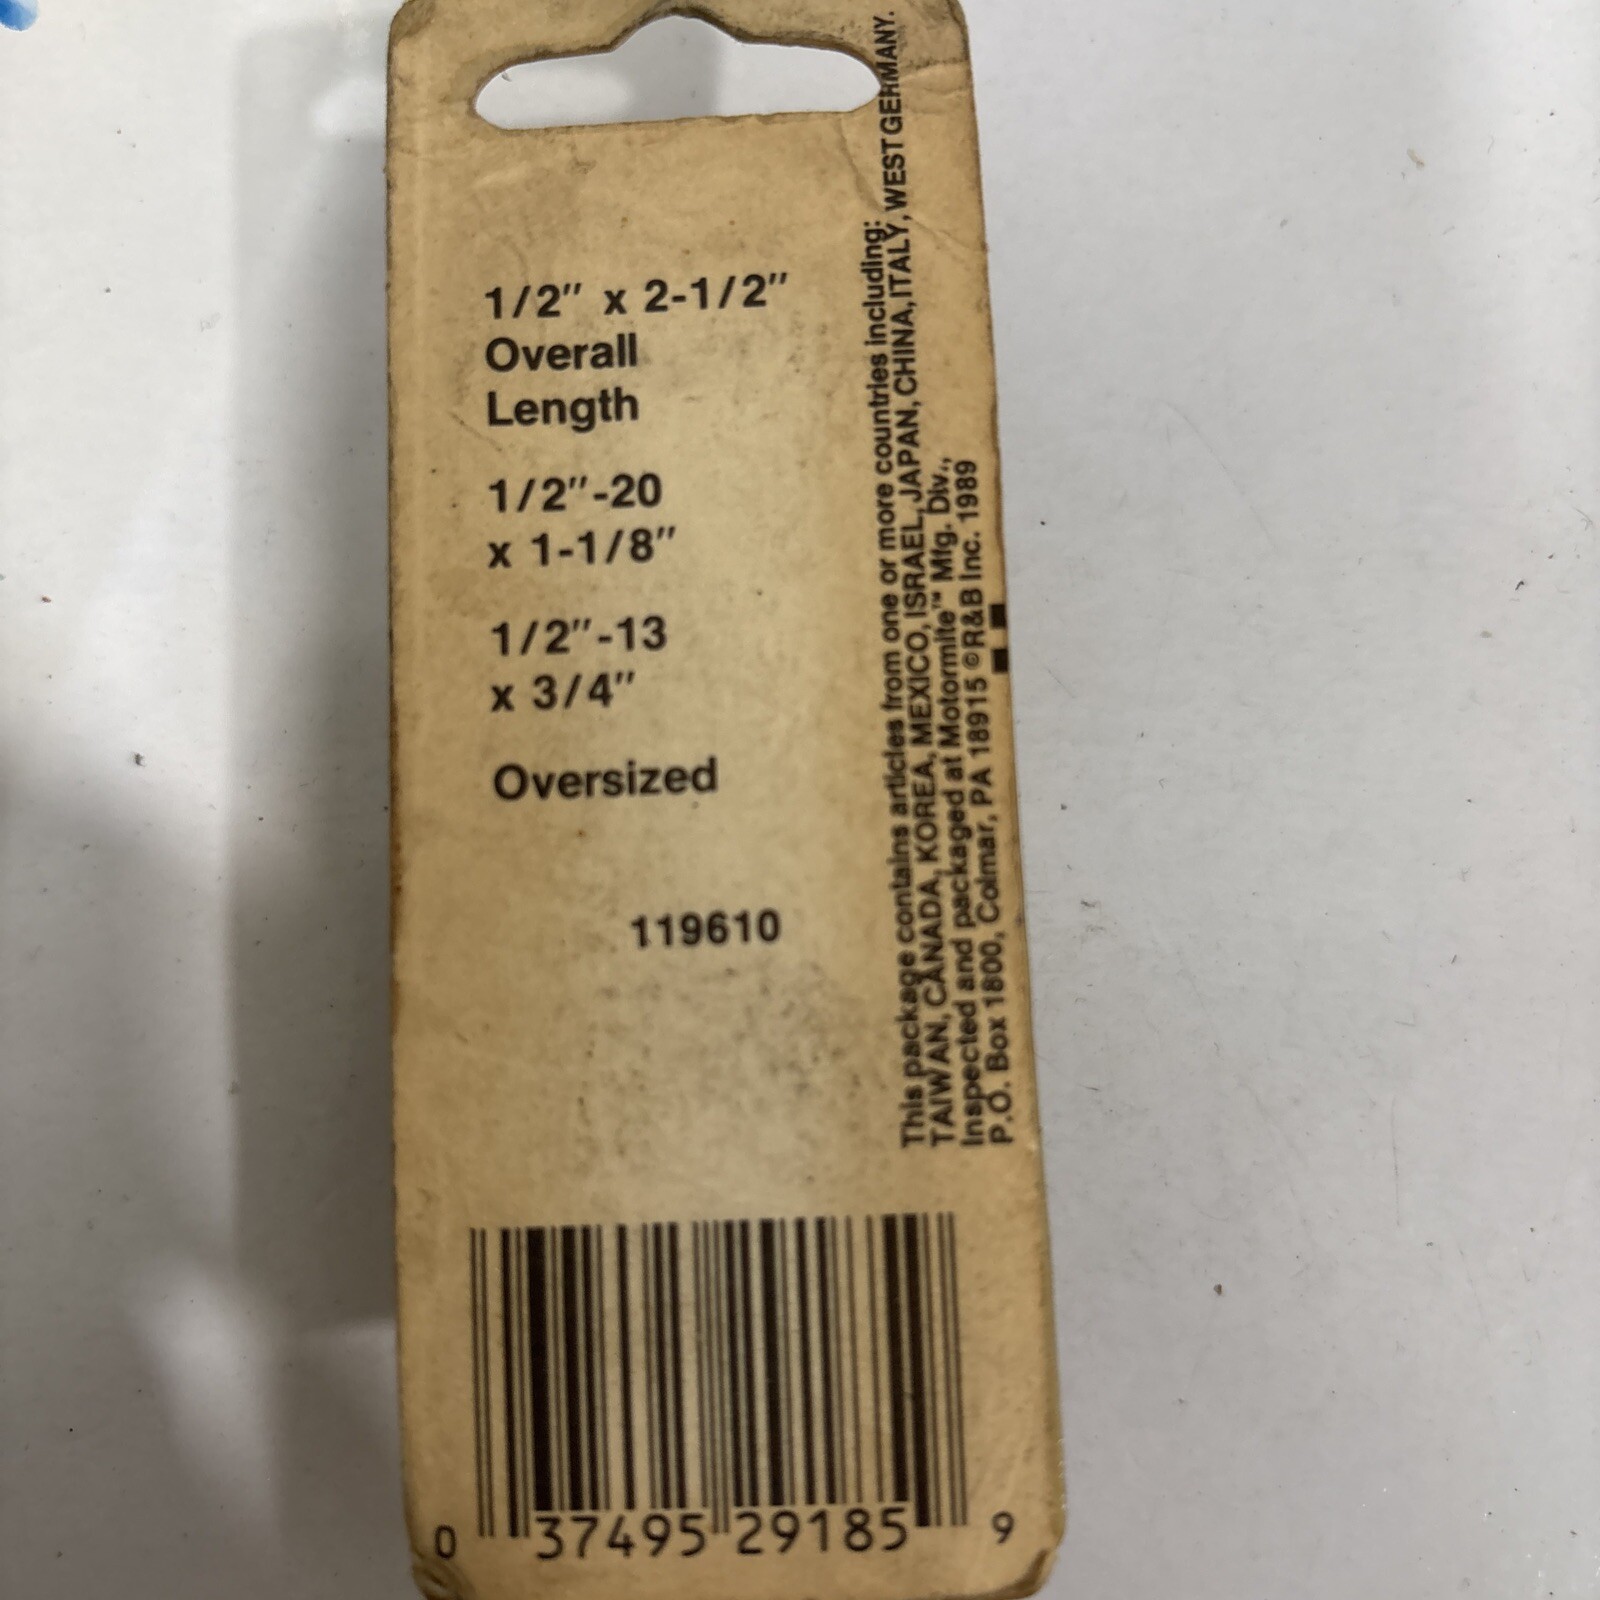 1/2" x 2-1/2"
Overall
Length
1/2"-20
x 1-1/8"
1/2"-13
x 3/4"
Oversized
119610
This package contains articles from one or more countries including:
TAIWAN, CANADA, KOREA, MEXICO, ISRAEL, JAPAN, CHINA, ITALY, WEST GERMANY.
Inspected and packaged at Motormite™ Mfg. Div.,
P.O. Box 1800, Colmar, PA 18915 ©R&B Inc. 1989
0 37495 29185 9